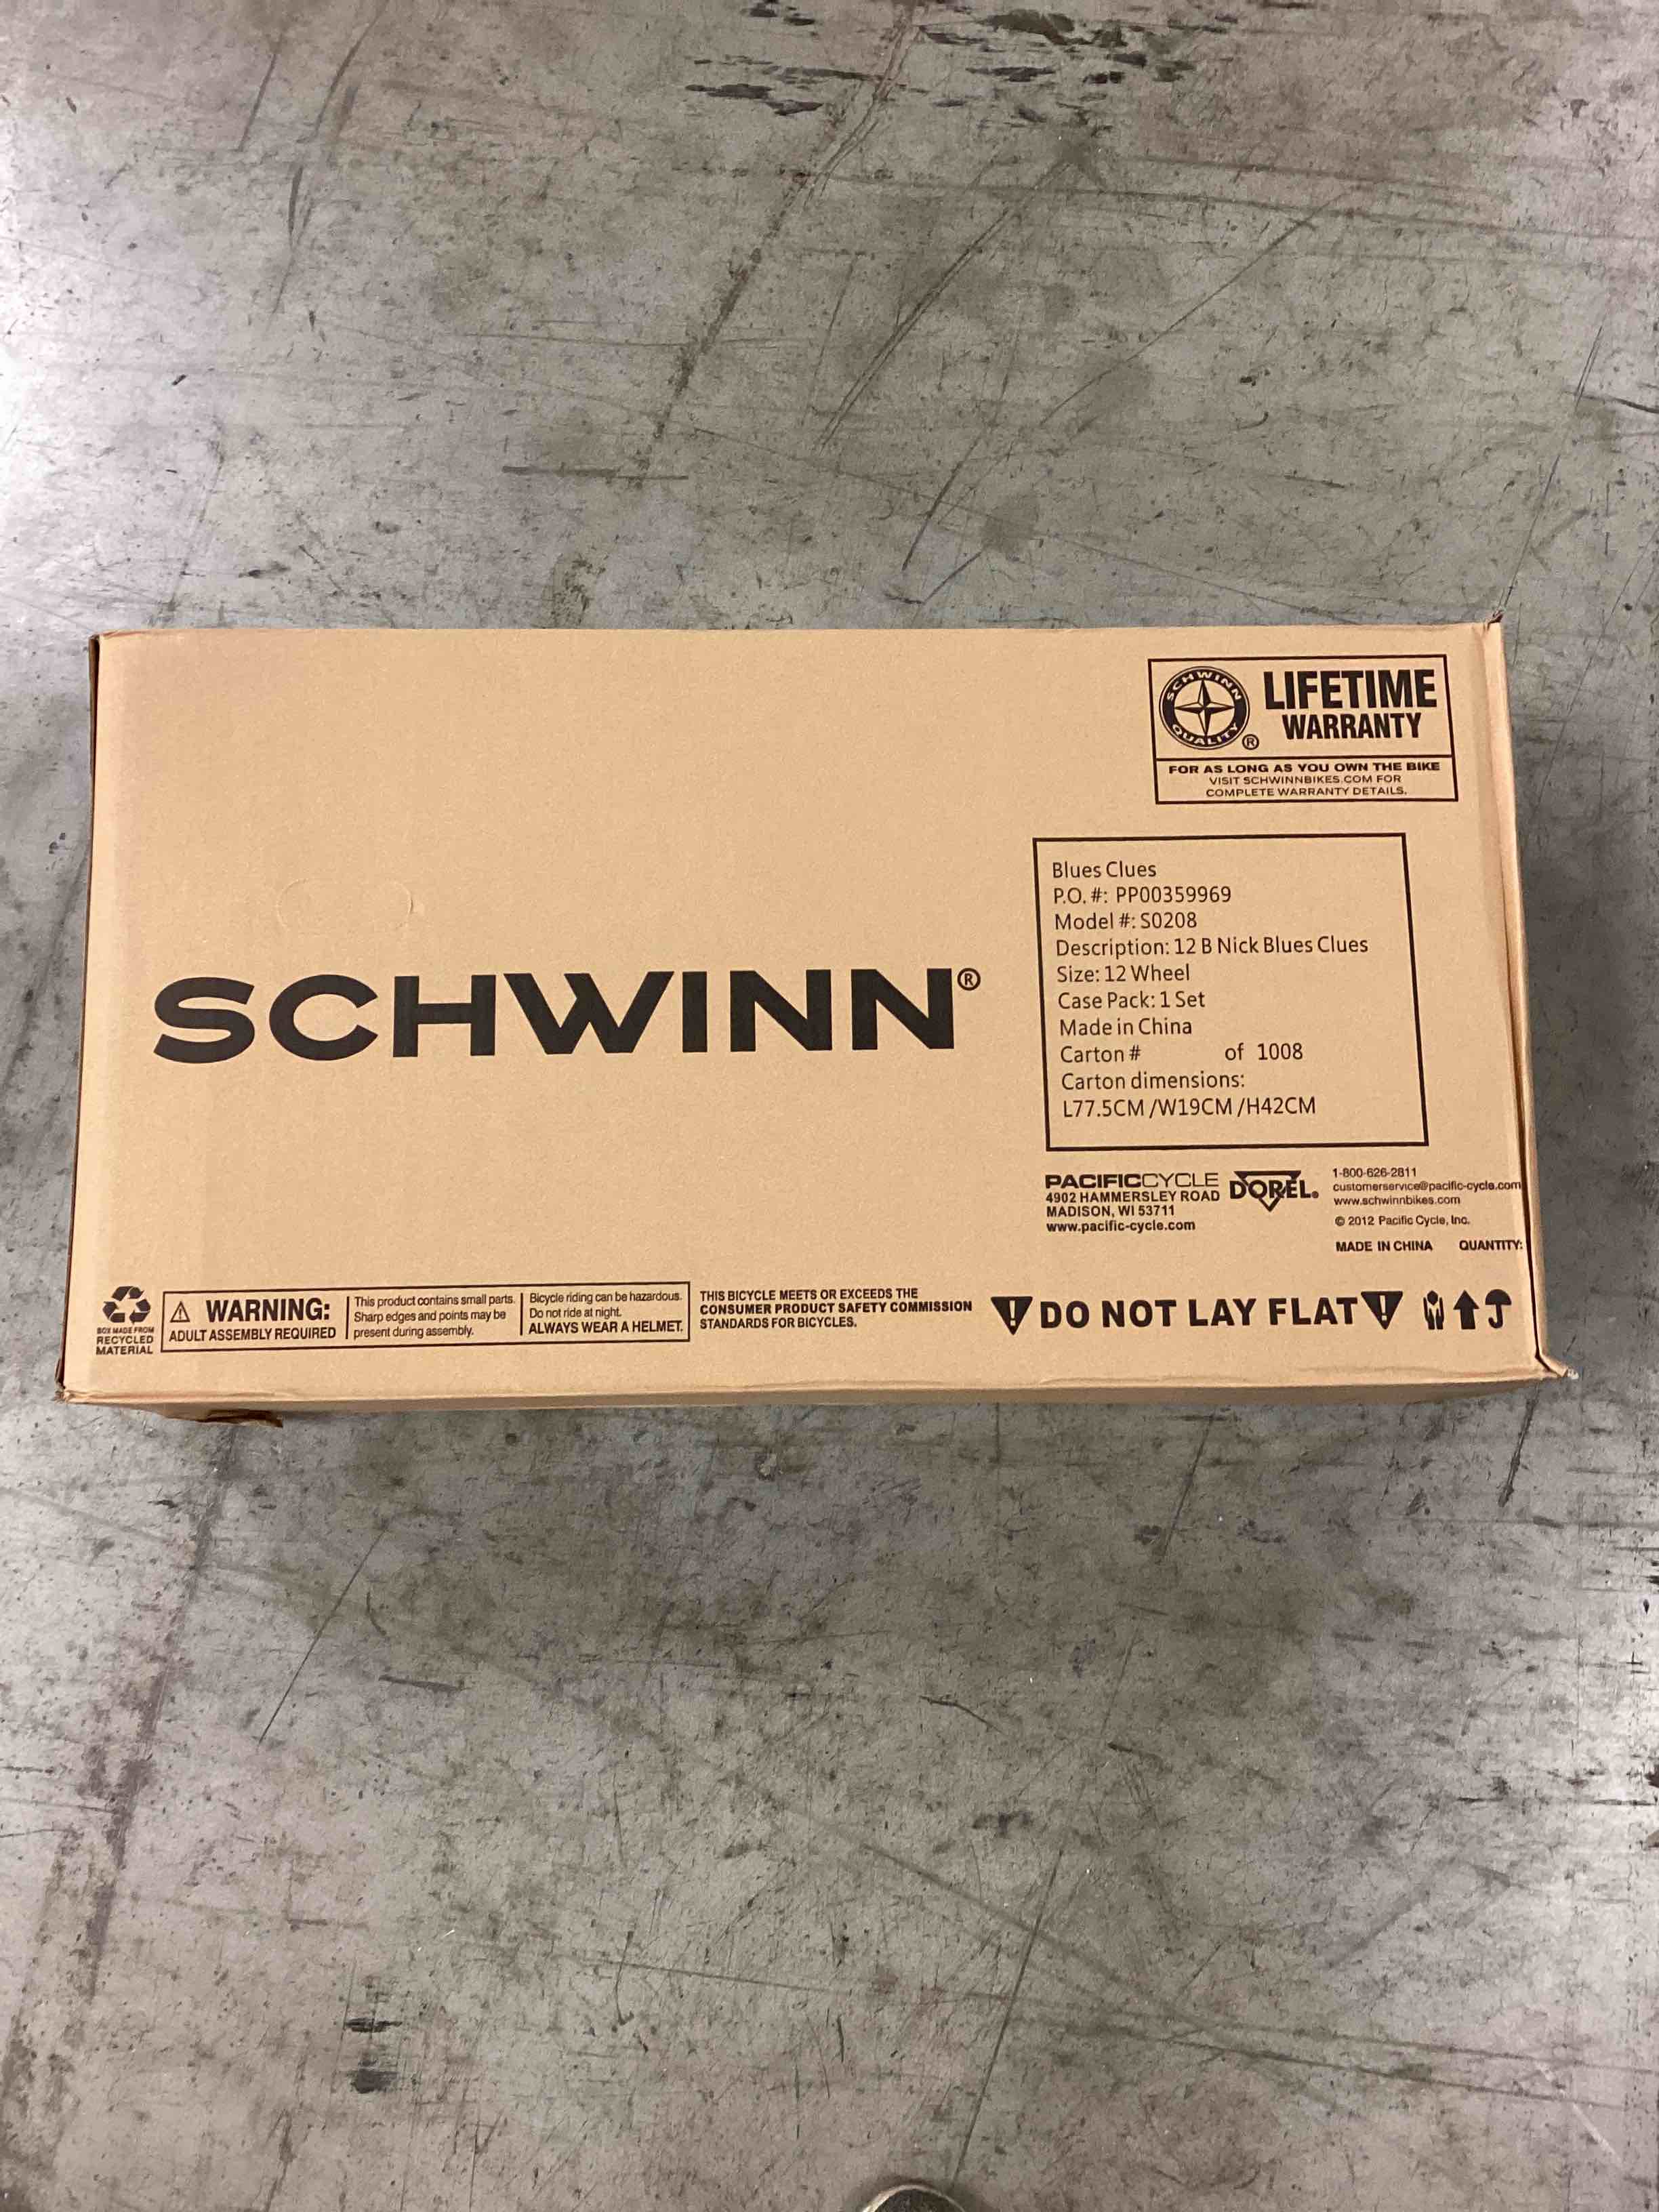 SCHWINN QUALITY ®
LIFETIME
WARRANTY
FOR AS LONG AS YOU OWN THE BIKE
VISIT SCHWINNBIKES.COM FOR
COMPLETE WARRANTY DETAILS.
SCHWINN®
Blues Clues
P.O. #: PP00359969
Model #: S0208
Description: 12 B Nick Blues Clues
Size: 12 Wheel
Case Pack: 1 Set
Made in China
Carton # of 1008
Carton dimensions:
L77.5CM /W19CM /H42CM
PACIFICCYCLE
4902 HAMMERSLEY ROAD
MADISON, WI 53711
www.pacific-cycle.com
DOREL®
1-800-626-2811
customerservice@pacific-cycle.com
www.schwinnbikes.com
© 2012 Pacific Cycle, Inc.
MADE IN CHINA QUANTITY:
BOX MADE FROM
RECYCLED
MATERIAL
WARNING:
ADULT ASSEMBLY REQUIRED
This product contains small parts.
Sharp edges and points may be
present during assembly.
Bicycle riding can be hazardous.
Do not ride at night.
ALWAYS WEAR A HELMET.
THIS BICYCLE MEETS OR EXCEEDS THE
CONSUMER PRODUCT SAFETY COMMISSION
STANDARDS FOR BICYCLES.
DO NOT LAY FLAT